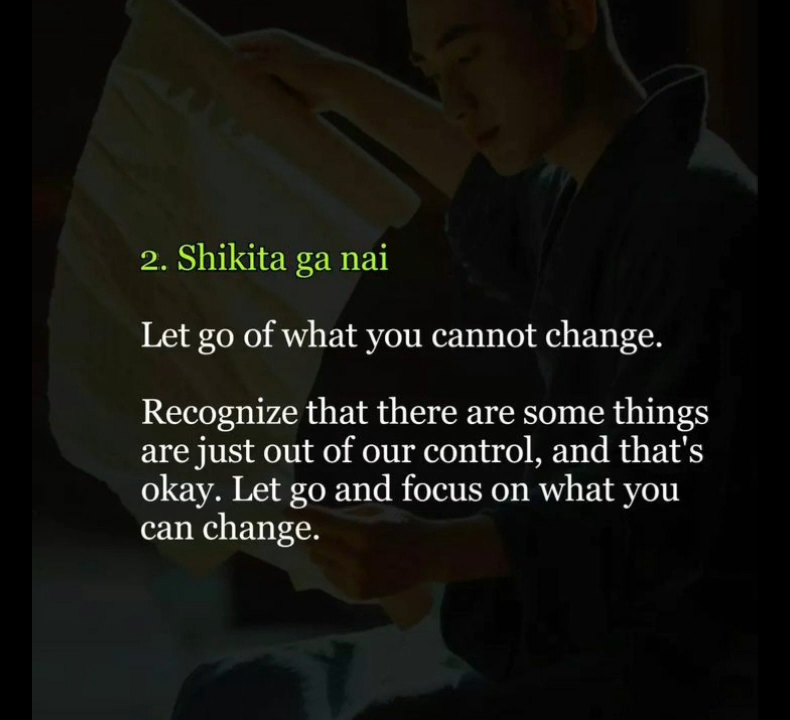 2. Shikita ga nai
Let go of what you cannot change.
Recognize that there are some things
are just out of our control, and that's
okay. Let go and focus on what you
can change.